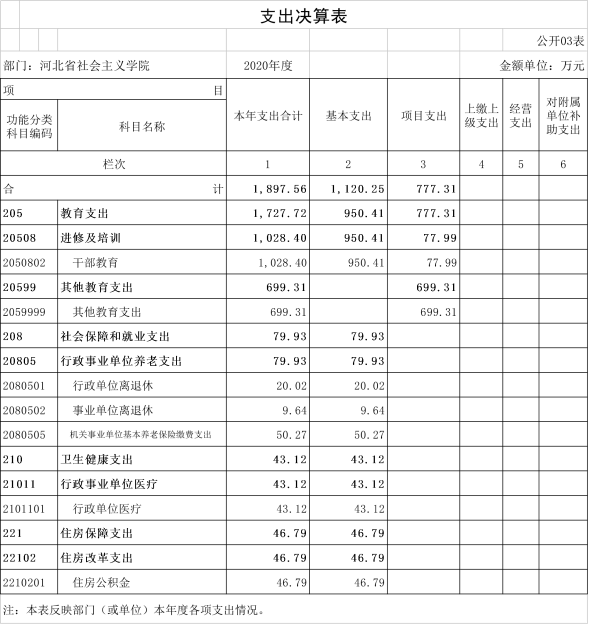 支出决算表
公开03表
部门：河北省社会主义学院 2020年度 金额单位：万元
项 目 本年支出合计 基本支出 项目支出 上缴上级支出 经营支出 对附属单位补助支出
功能分类科目编码 科目名称
栏次 1 2 3 4 5 6
合 计 1,897.56 1,120.25 777.31
205 教育支出 1,727.72 950.41 777.31
20508 进修及培训 1,028.40 950.41 77.99
2050802 干部教育 1,028.40 950.41 77.99
20599 其他教育支出 699.31 699.31
2059999 其他教育支出 699.31 699.31
208 社会保障和就业支出 79.93 79.93
20805 行政事业单位养老支出 79.93 79.93
2080501 行政单位离退休 20.02 20.02
2080502 事业单位离退休 9.64 9.64
2080505 机关事业单位基本养老保险缴费支出 50.27 50.27
210 卫生健康支出 43.12 43.12
21011 行政事业单位医疗 43.12 43.12
2101101 行政单位医疗 43.12 43.12
221 住房保障支出 46.79 46.79
22102 住房改革支出 46.79 46.79
2210201 住房公积金 46.79 46.79
注：本表反映部门（或单位）本年度各项支出情况。